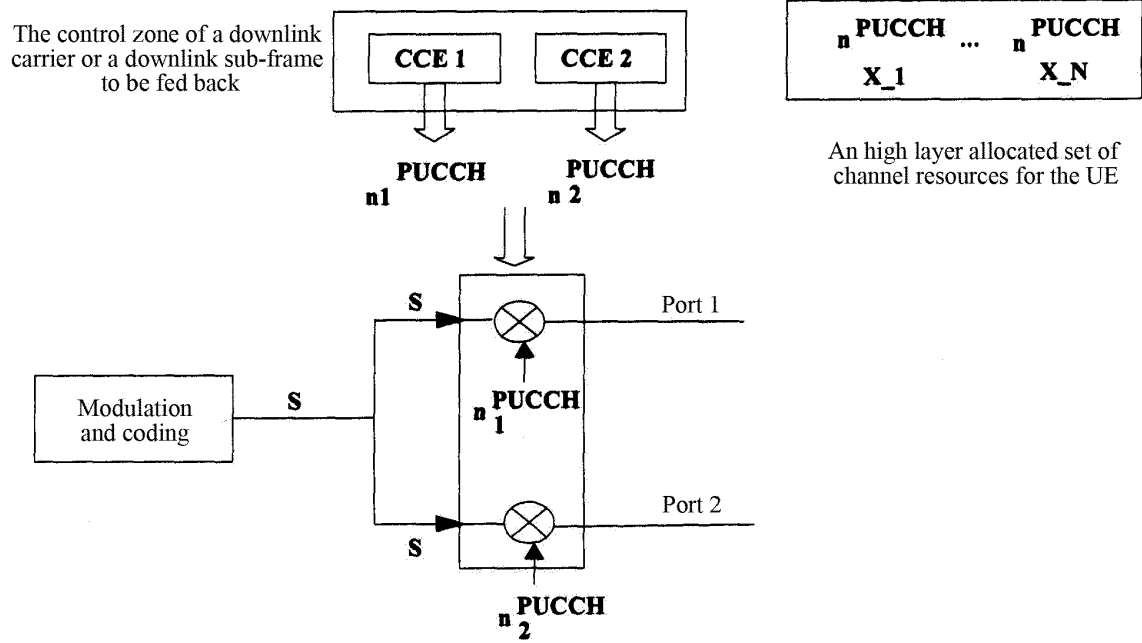 The control zone of a downlink
carrier or a downlink sub-frame
to be fed back
CCE 1
CCE 2
n1 PUCCH
n 2 PUCCH
n PUCCH X_1 ... n PUCCH X_N
An high layer allocated set of
channel resources for the UE
S
Port 1
n PUCCH 1
Modulation
and coding
S
Port 2
S
n PUCCH 2